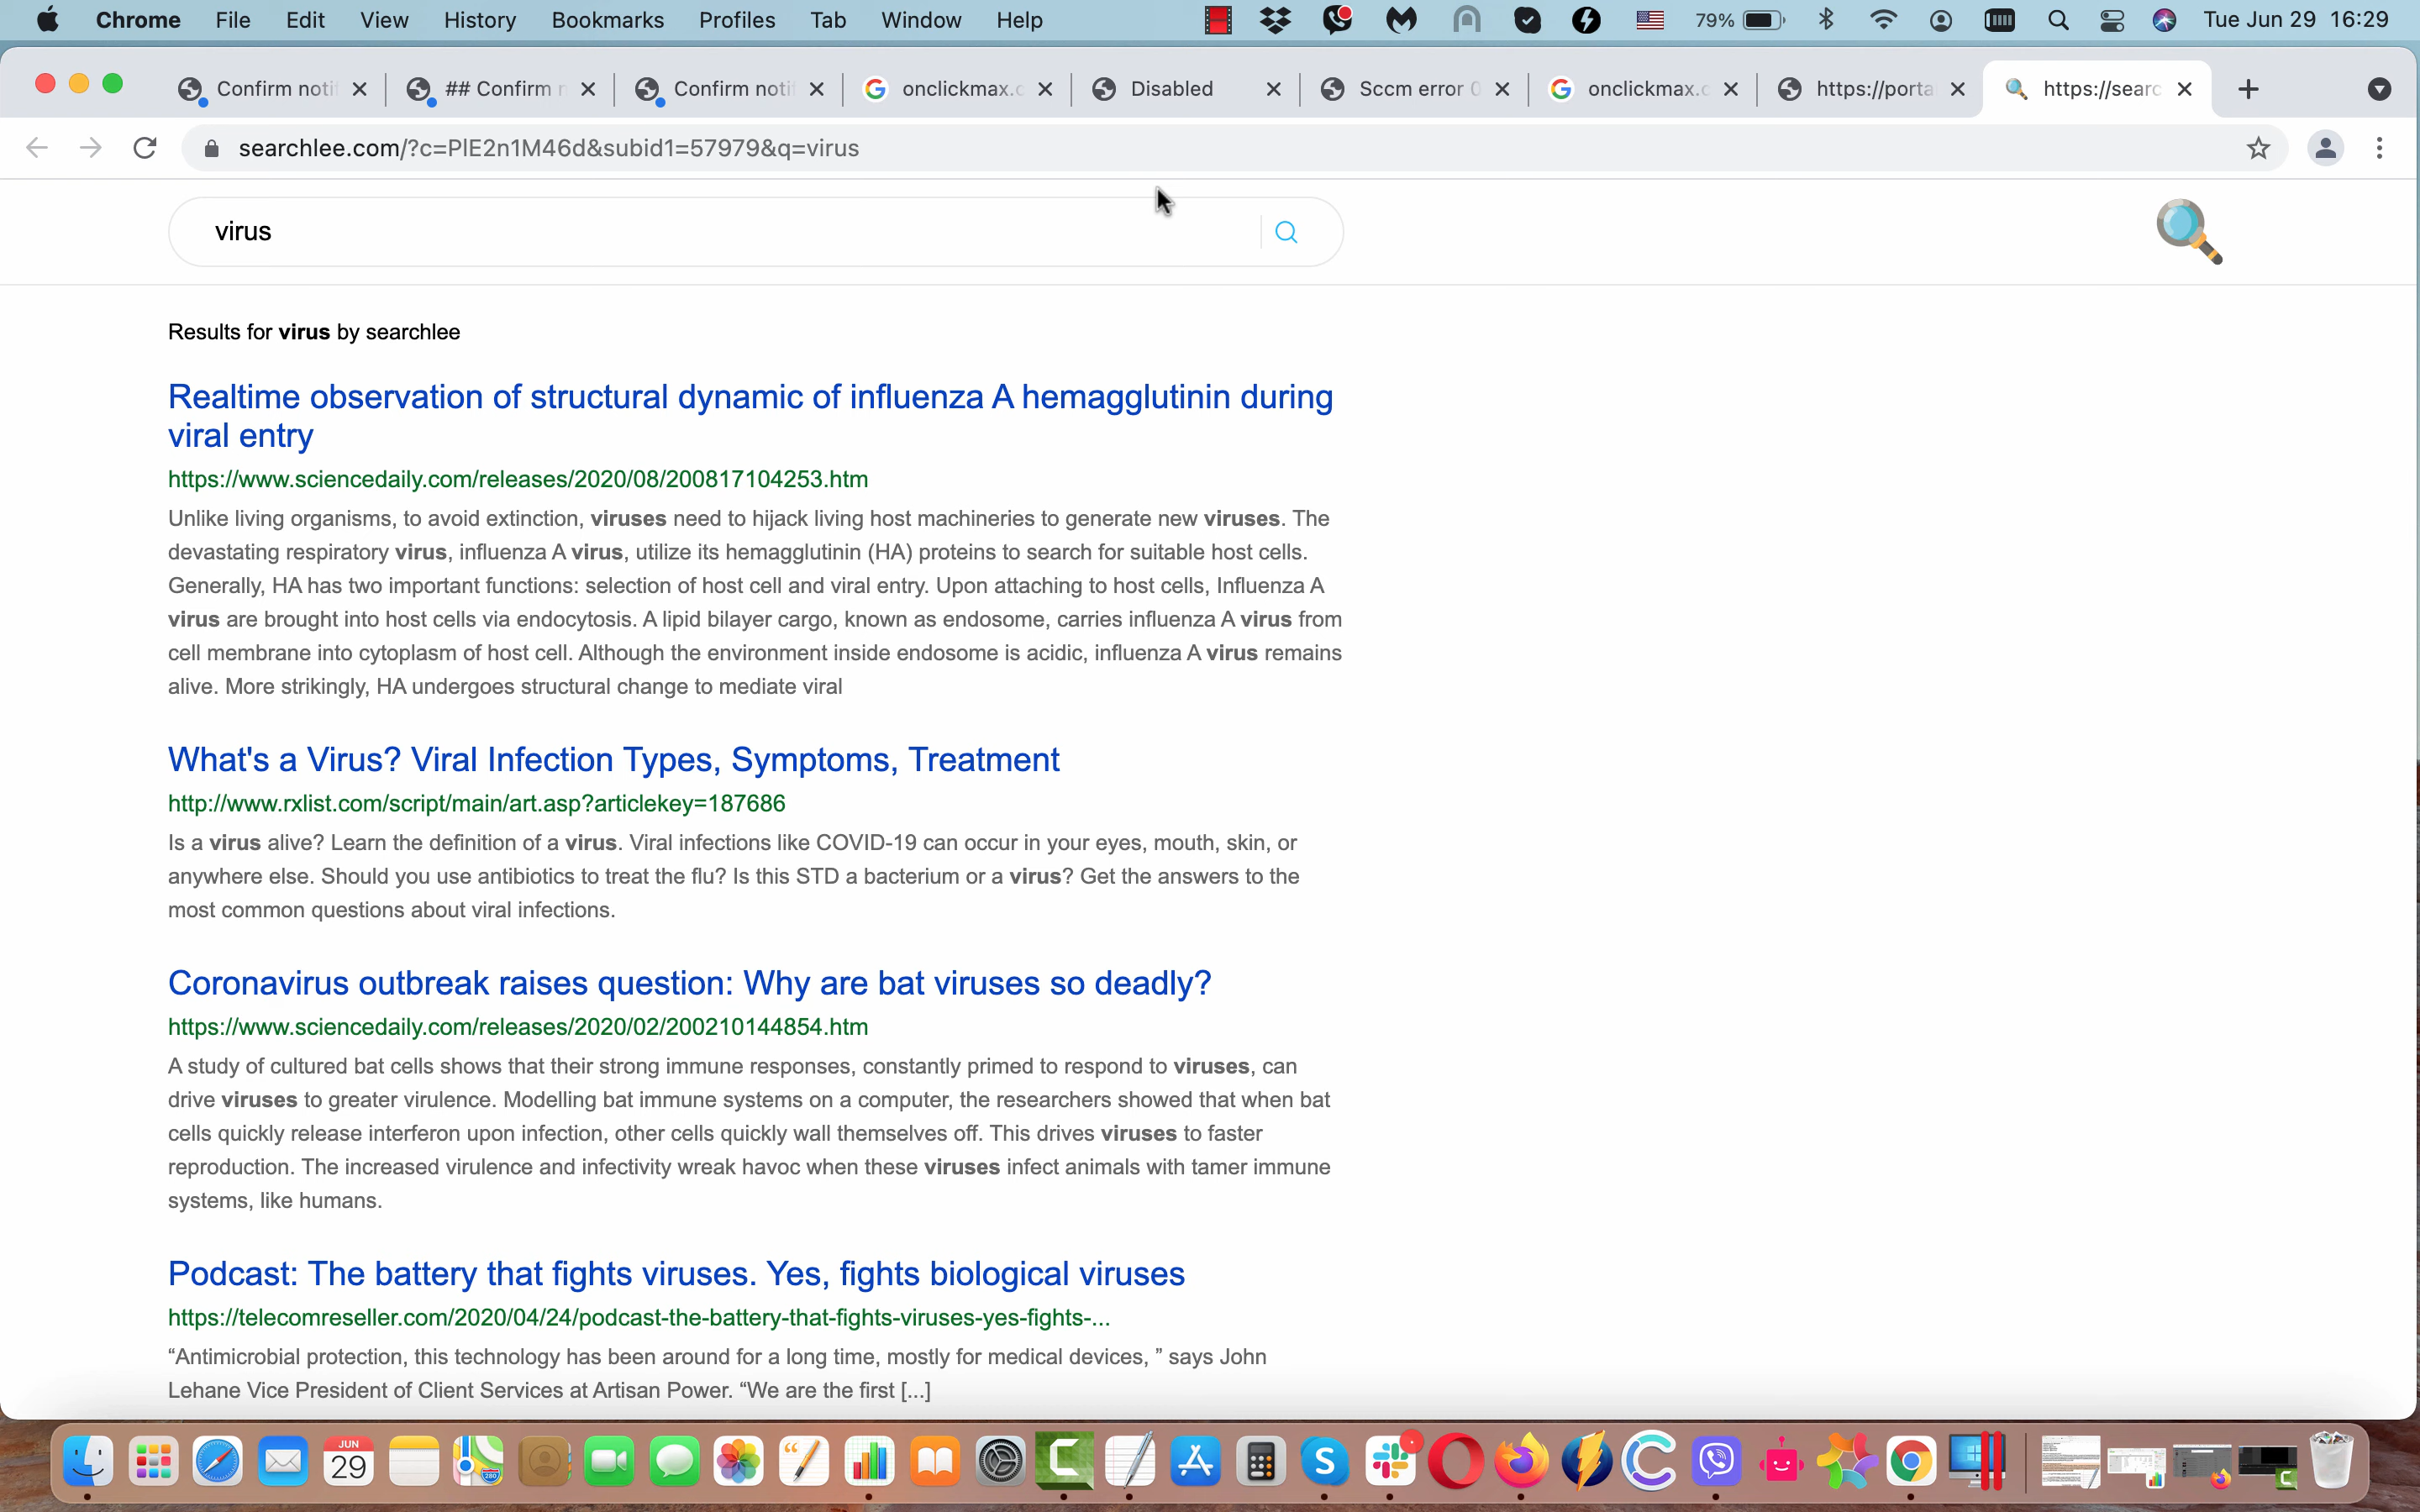 Chrome File Edit View History Bookmarks Profiles Tab Window Help 79% Tue Jun 29 16:29
Confirm noti ## Confirm n Confirm noti onclickmax.c Disabled Sccm error 0 onclickmax.c https://porta https://searc
searchlee.com/?c=PlE2n1M46d&subid1=57979&q=virus
virus
Results for virus by searchlee
Realtime observation of structural dynamic of influenza A hemagglutinin during
viral entry
https://www.sciencedaily.com/releases/2020/08/200817104253.htm
Unlike living organisms, to avoid extinction, viruses need to hijack living host machineries to generate new viruses. The
devastating respiratory virus, influenza A virus, utilize its hemagglutinin (HA) proteins to search for suitable host cells.
Generally, HA has two important functions: selection of host cell and viral entry. Upon attaching to host cells, Influenza A
virus are brought into host cells via endocytosis. A lipid bilayer cargo, known as endosome, carries influenza A virus from
cell membrane into cytoplasm of host cell. Although the environment inside endosome is acidic, influenza A virus remains
alive. More strikingly, HA undergoes structural change to mediate viral
What's a Virus? Viral Infection Types, Symptoms, Treatment
http://www.rxlist.com/script/main/art.asp?articlekey=187686
Is a virus alive? Learn the definition of a virus. Viral infections like COVID-19 can occur in your eyes, mouth, skin, or
anywhere else. Should you use antibiotics to treat the flu? Is this STD a bacterium or a virus? Get the answers to the
most common questions about viral infections.
Coronavirus outbreak raises question: Why are bat viruses so deadly?
https://www.sciencedaily.com/releases/2020/02/200210144854.htm
A study of cultured bat cells shows that their strong immune responses, constantly primed to respond to viruses, can
drive viruses to greater virulence. Modelling bat immune systems on a computer, the researchers showed that when bat
cells quickly release interferon upon infection, other cells quickly wall themselves off. This drives viruses to faster
reproduction. The increased virulence and infectivity wreak havoc when these viruses infect animals with tamer immune
systems, like humans.
Podcast: The battery that fights viruses. Yes, fights biological viruses
https://telecomreseller.com/2020/04/24/podcast-the-battery-that-fights-viruses-yes-fights-...
“Antimicrobial protection, this technology has been around for a long time, mostly for medical devices, ” says John
Lehane Vice President of Client Services at Artisan Power. “We are the first [...]
JUN
29
280